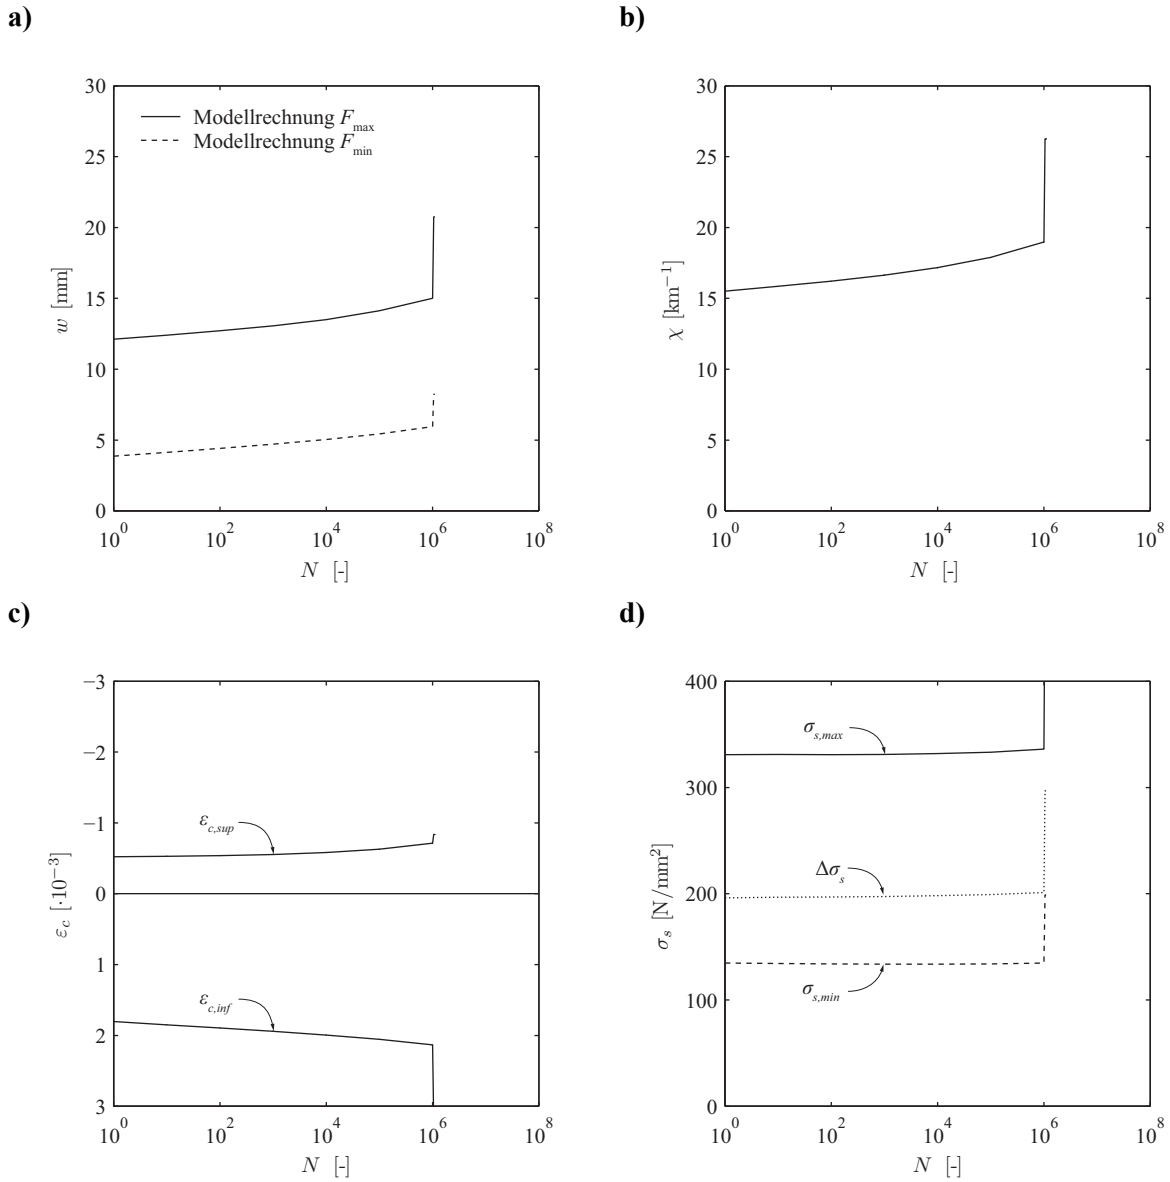 a)
30
25
20
15
10
5
0
w [mm]
Modellrechnung F_max
Modellrechnung F_min
10^0 10^2 10^4 10^6 10^8
N [-]
b)
30
25
20
15
10
5
0
χ [km^−1]
10^0 10^2 10^4 10^6 10^8
N [-]
c)
−3
−2
−1
0
1
2
3
ε_c [·10^−3]
ε_c,sup
ε_c,inf
10^0 10^2 10^4 10^6 10^8
N [-]
d)
400
300
200
100
0
σ_s [N/mm^2]
σ_s,max
Δσ_s
σ_s,min
10^0 10^2 10^4 10^6 10^8
N [-]